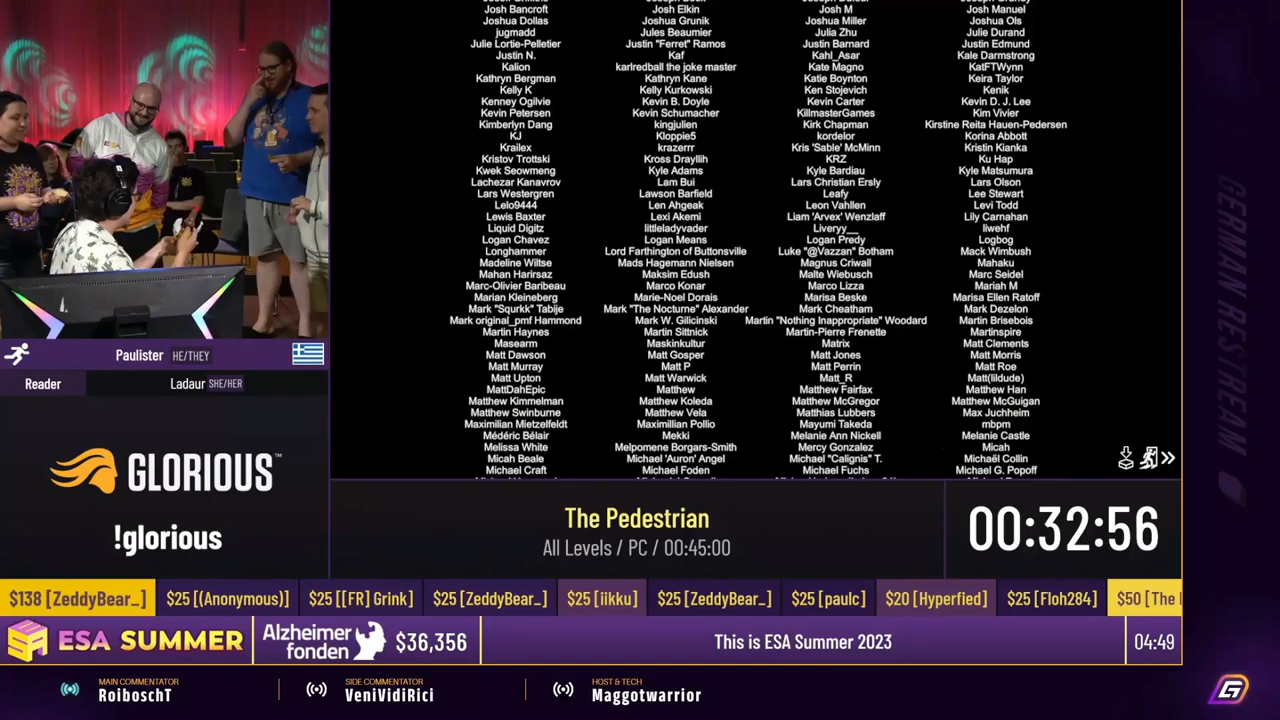 Josh Bancroft Josh Elkin Josh M Josh Manuel
Joshua Dollas Joshua Grunik Joshua Miller Joshua Ols
jugmadd Jules Beaumier Julia Zhu Julie Durand
Julie Lortie-Pelletier Justin "Ferret" Ramos Justin Barnard Justin Edmund
Justin N. Kaf Kahl_Asar Kale Darmstrong
Kalion karlredball the joke master Kate Magno KatFTWynn
Kathryn Bergman Kathryn Kane Katie Boynton Keira Taylor
Kelly K Kelly Kurkowski Ken Stojevich Kenik
Kenney Ogilvie Kevin B. Doyle Kevin Carter Kevin D. J. Lee
Kevin Petersen Kevin Schumacher KillmasterGames Kim Vivier
Kimberlyn Dang kingjulien Kirk Chapman Kirstine Reita Hauen-Pedersen
KJ Kloppie5 kordelor Korina Abbott
Krailex krazerrr Kris 'Sable' McMinn Kristin Kianka
Kristov Trottski Kross Drayllih KRZ Ku Hap
Kwek Seowmeng Kyle Adams Kyle Bardiau Kyle Matsumura
Lachezar Kanavrov Lam Bui Lars Christian Ersly Lars Olson
Lars Westergren Lawson Barfield Leafy Lee Stewart
Lelo9444 Len Ahgeak Leon Vahllen Levi Todd
Lewis Baxter Lexi Akemi Liam 'Arvex' Wenzlaff Lily Carnahan
Liquid Digitz littleladyvader Liveryy__ liwehf
Logan Chavez Logan Means Logan Predy Logbog
Longhammer Lord Farthington of Buttonsville Luke "@Vazzan" Botham Mack Wimbush
Madeline Wiltse Mads Hagemann Nielsen Magnus Criwall Mahaku
Mahan Harirsaz Maksim Edush Malte Wiebusch Marc Seidel
Marc-Olivier Baribeau Marco Konar Marco Lizza Mariah M
Marian Kleineberg Marie-Noel Dorais Marisa Beske Marisa Ellen Ratoff
Mark "Squrkk" Tabije Mark "The Nocturne" Alexander Mark Cheatham Mark Dezelon
Mark original_pmf Hammond Mark W. Gilicinski Martin "Nothing Inappropriate" Woodard Martin Brisebois
Martin Haynes Martin Sittnick Martin-Pierre Frenette Martinspire
Masearm Maskinkultur Matrix Matt Clements
Matt Dawson Matt Gosper Matt Jones Matt Morris
Matt Murray Matt P Matt Perrin Matt Roe
Matt Upton Matt Warwick Matt_R Matt(lildude)
MattDahEpic Matthew Matthew Fairfax Matthew Han
Matthew Kimmelman Matthew Koleda Matthew McGregor Matthew McGuigan
Matthew Swinburne Matthew Vela Matthias Lubbers Max Juchheim
Maximilian Mietzelfeldt Maximillian Pollio Mayumi Takeda mbpm
Médéric Bélair Mekki Melanie Ann Nickell Melanie Castle
Melissa White Melpomene Borgars-Smith Mercy Gonzalez Micah
Micah Beale Michael 'Auron' Angel Michael "Calignis" T. Michaël Collin
Michael Craft Michael Foden Michael Fuchs Michael G. Popoff
Paulister HE/THEY
Reader Ladaur SHE/HER
GLORIOUS™
!glorious
The Pedestrian
All Levels / PC / 00:45:00
00:32:56
$138 [ZeddyBear_] $25 [(Anonymous)] $25 [[FR] Grink] $25 [ZeddyBear_] $25 [iikku] $25 [ZeddyBear_] $25 [paulc] $20 [Hyperfied] $25 [Floh284] $50 [The
ESA SUMMER Alzheimer fonden $36,356 This is ESA Summer 2023 04:49
MAIN COMMENTATOR SIDE COMMENTATOR HOST & TECH
RoiboschT VeniVidiRici Maggotwarrior
GERMAN RESTREAM